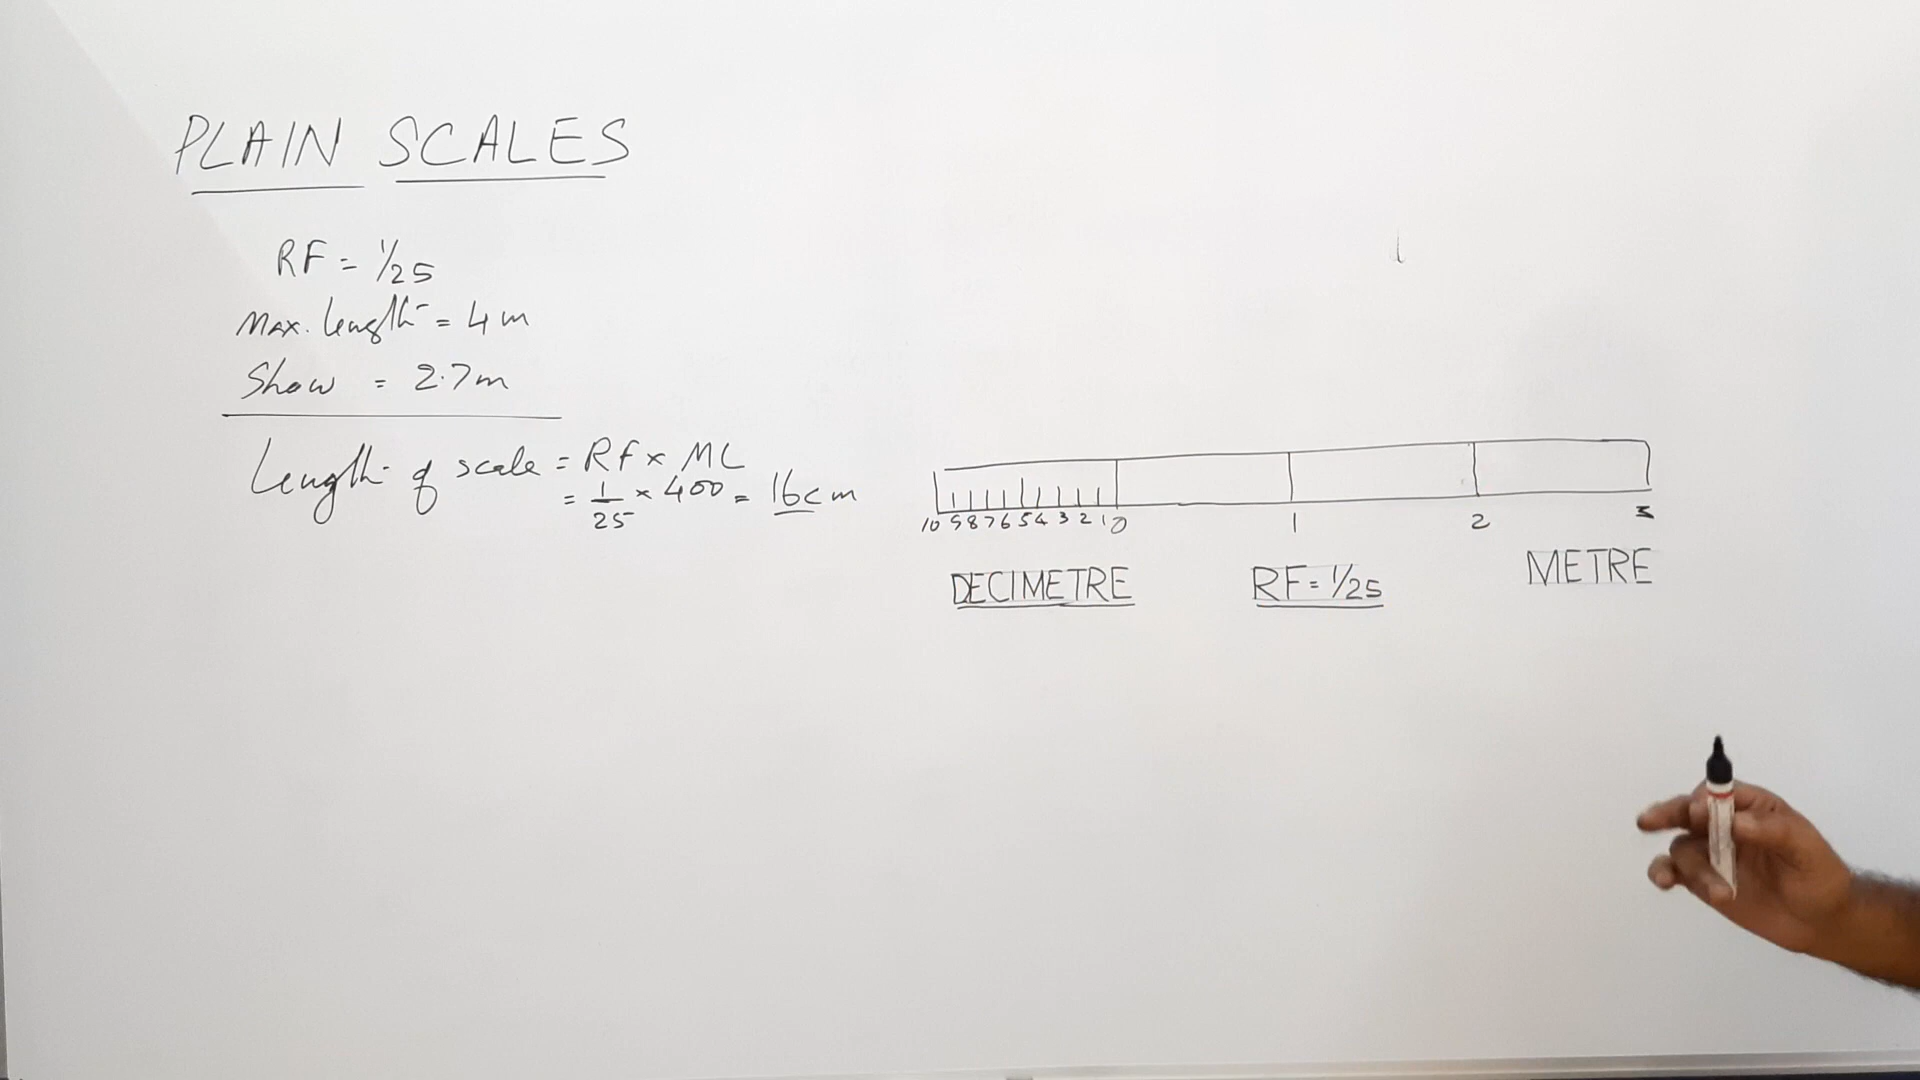 PLAIN SCALES
RF = 1/25
Max. length = 4m
Show = 2.7m
Length of scale = Rf x ML
= 1/25 x 400 = 16cm
10 9 8 7 6 5 4 3 2 1 0 1 2 3
DECIMETRE RF = 1/25 METRE